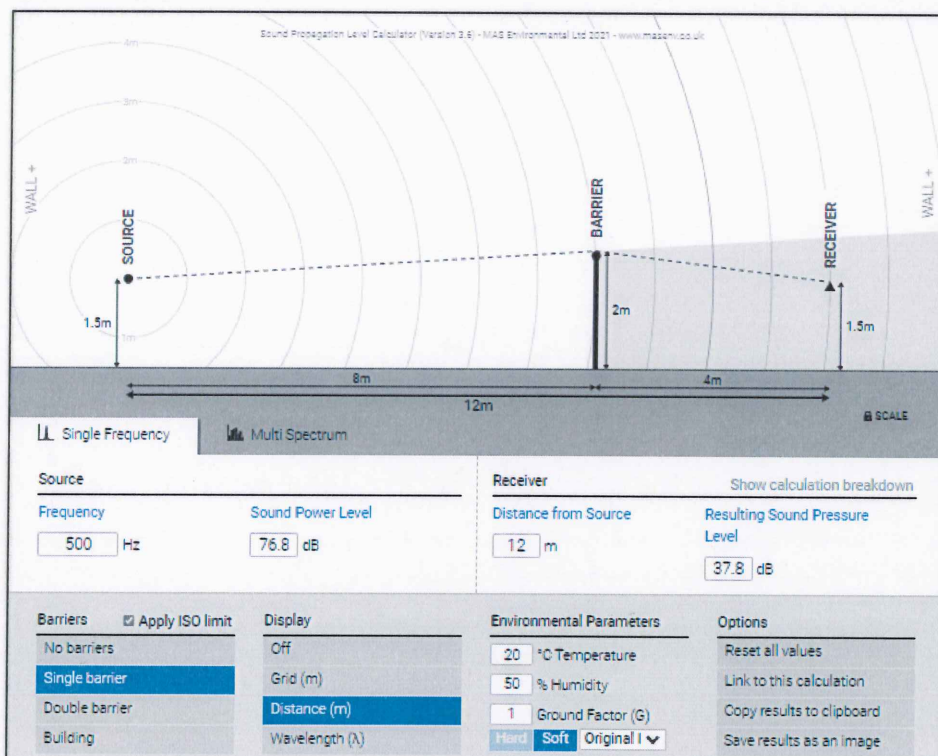 Sound Propagation Level Calculator (Version 3.6) - MAS Environmental Ltd 2021 - www.masenv.co.uk
4m
3m
2m
1m
WALL +
SOURCE
BARRIER
RECEIVER
WALL +
1.5m
2m
1.5m
8m
4m
12m
SCALE
Single Frequency
Multi Spectrum
Source
Frequency
Sound Power Level
500 Hz
76.8 dB
Receiver
Show calculation breakdown
Distance from Source
Resulting Sound Pressure
Level
12 m
37.8 dB
Barriers
Apply ISO limit
No barriers
Single barrier
Double barrier
Building
Display
Off
Grid (m)
Distance (m)
Wavelength (λ)
Environmental Parameters
20 °C Temperature
50 % Humidity
1 Ground Factor (G)
Hard Soft Original I
Options
Reset all values
Link to this calculation
Copy results to clipboard
Save results as an image